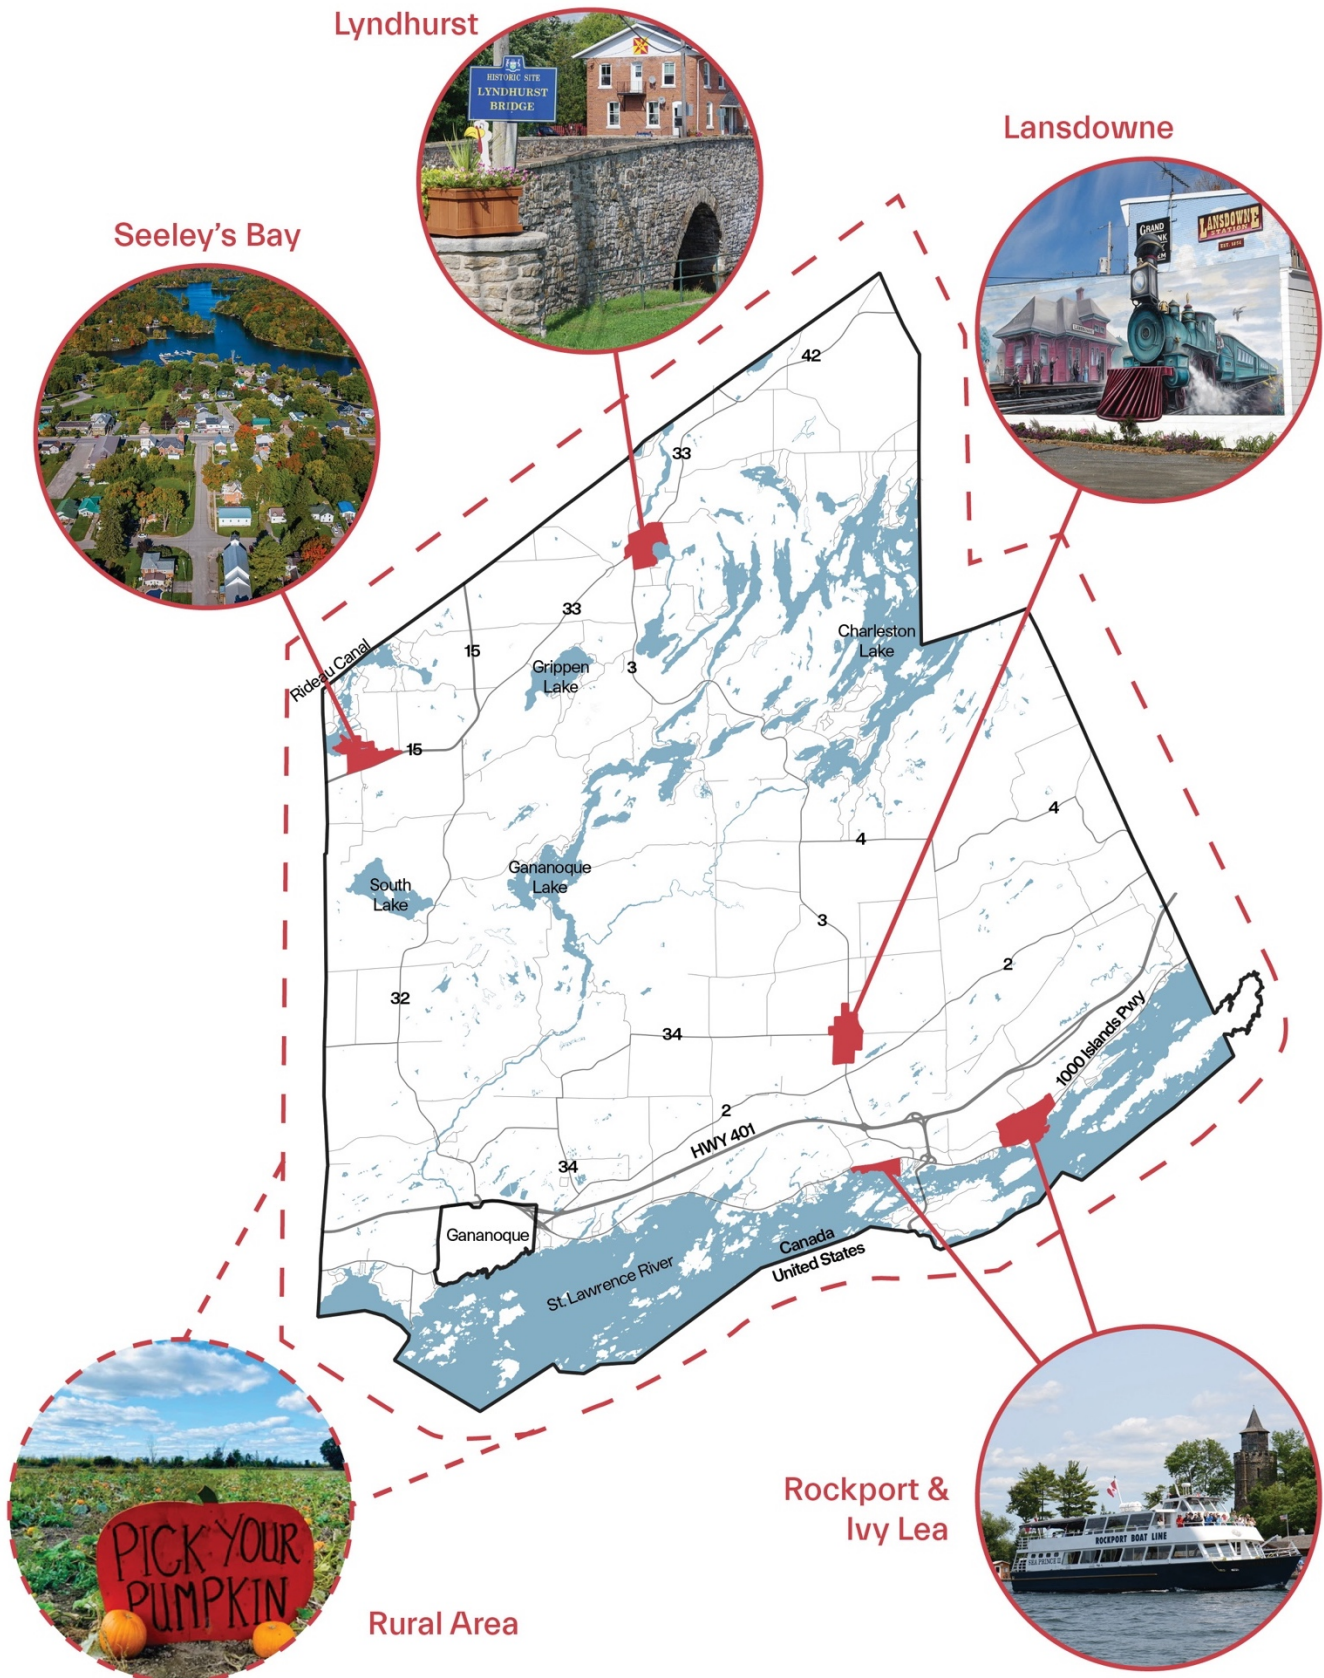 Lyndhurst
HISTORIC SITE
LYNDHURST
BRIDGE
Lansdowne
GRAND
LANSDOWNE
STATION
Seeley's Bay
42
33
33
15
3
Rideau Canal
Grippen
Lake
Charleston
Lake
15
4
4
South
Lake
Gananoque
Lake
3
2
32
34
1000 Islands Pwy
2
HWY 401
34
Gananoque
St. Lawrence River
Canada
United States
PICK YOUR
PUMPKIN
Rural Area
Rockport &
Ivy Lea
ROCKPORT BOAT LINE